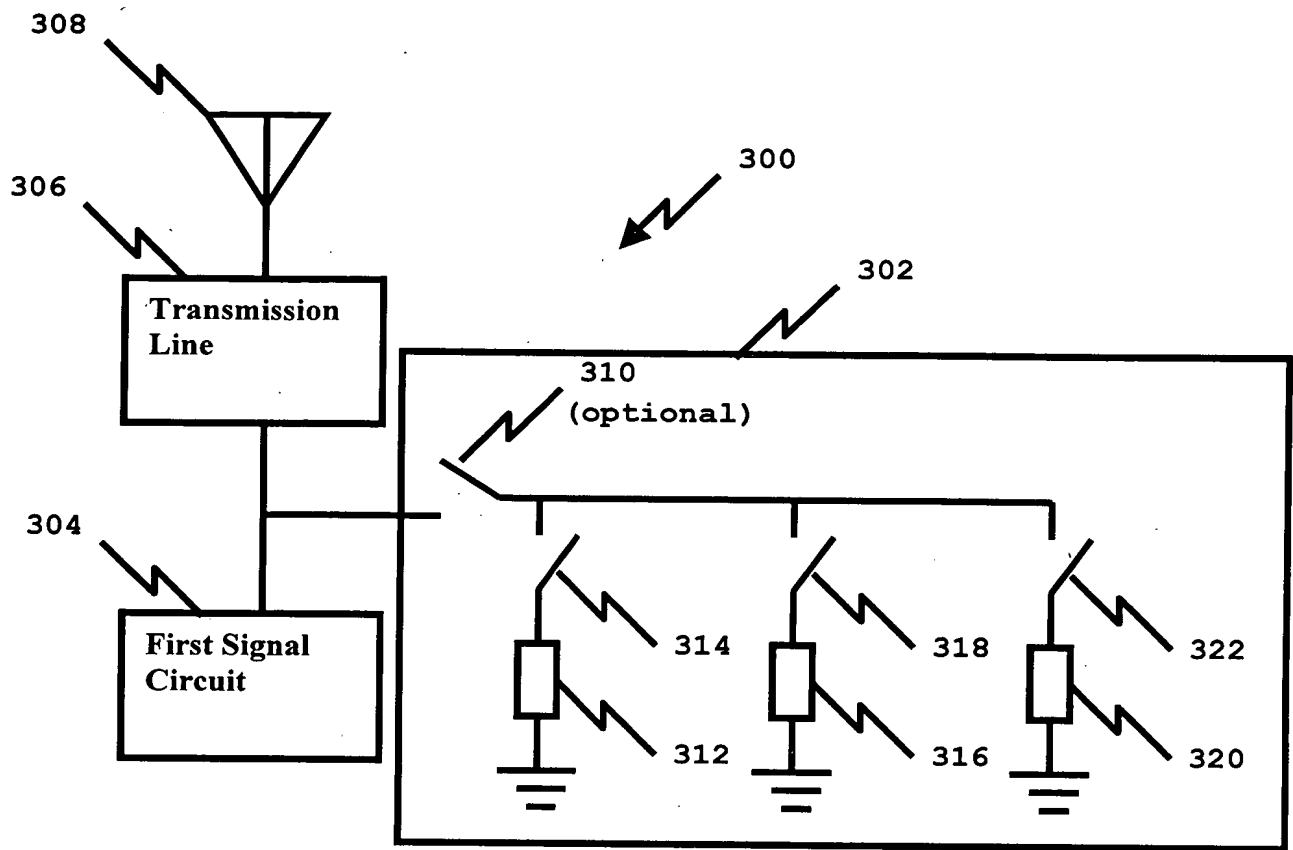 308
300
306
302
Transmission
Line
310
(optional)
304
First Signal
Circuit
314
318
322
312
316
320